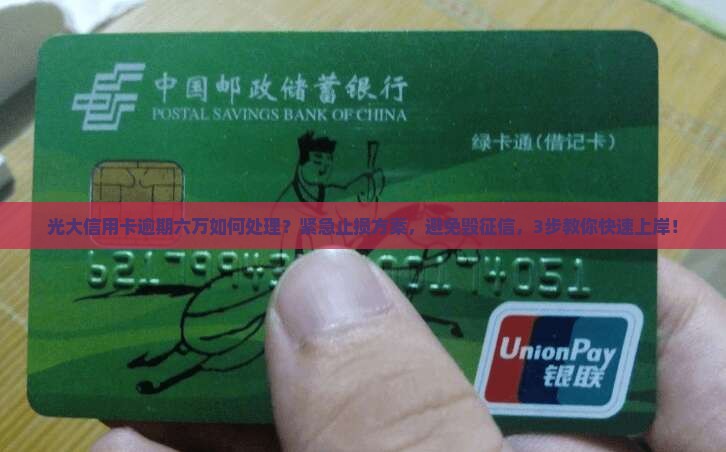 中国邮政储蓄银行
POSTAL SAVINGS BANK OF CHINA
绿卡通(借记卡)
光大信用卡逾期六万如何处理？紧急止损方案，避免毁征信，3步教你快速上岸！
UnionPay
银联